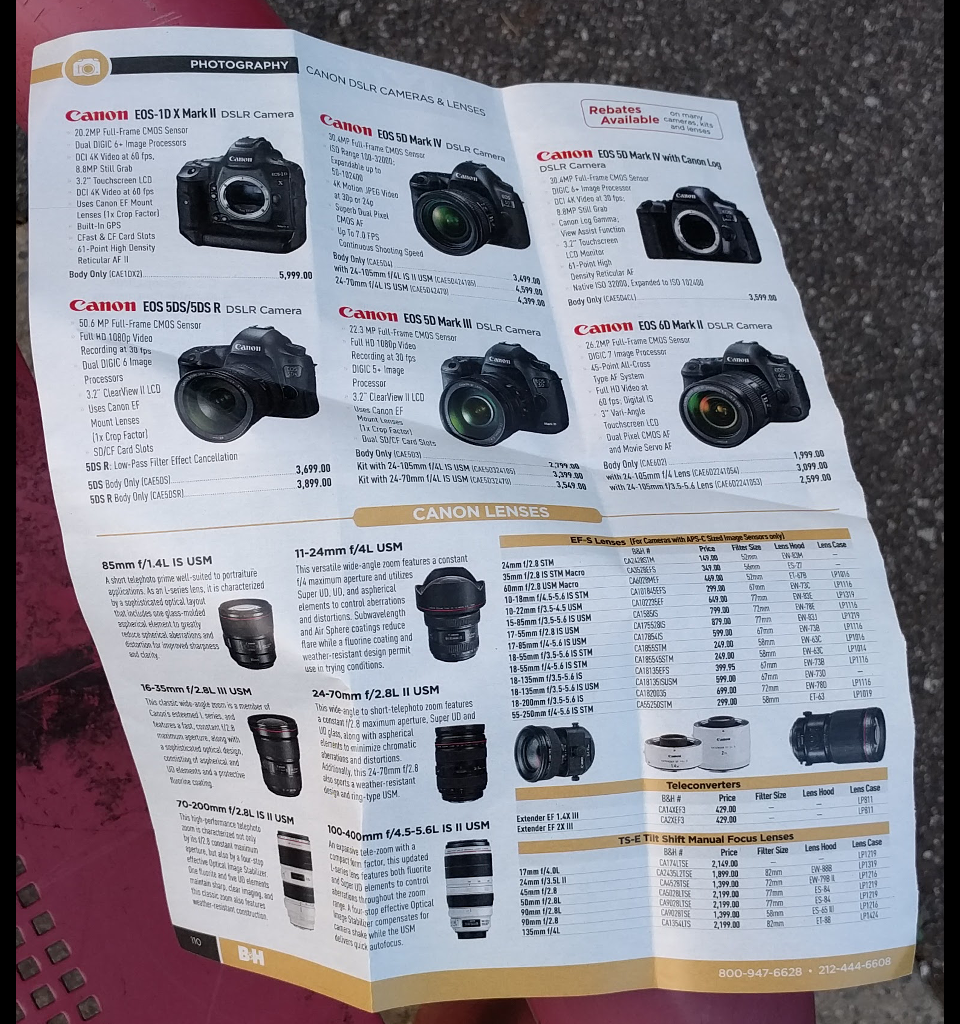 PHOTOGRAPHY
CANON DSLR CAMERAS & LENSES
Rebates Available
on many cameras, kits and lenses
Canon EOS-1D X Mark II DSLR Camera
20.2MP Full-Frame CMOS Sensor
Dual DIGIC 6+ Image Processors
DCI 4K Video at 60 fps,
8.8MP Still Grab
3.2" Touchscreen LCD
DCI 4K Video at 60 fps
Uses Canon EF Mount
Lenses (1x Crop Factor)
Built-In GPS
CFast & CF Card Slots
61-Point High Density
Reticular AF II
Body Only (CAE1DX2) 5,999.00
Canon EOS 5D Mark IV DSLR Camera
30.4MP Full-Frame CMOS Sensor
ISO Range 100-32000;
Expandable up to
50-102400
4K Motion JPEG Video
at 30p or 24p
Superb Dual Pixel
CMOS AF
Up To 7.0 FPS
Continuous Shooting Speed
Body Only (CAE5D4) 3,499.00
with 24-105mm f/4L IS II USM (CAE5D424105) 4,599.00
24-70mm f/4L IS USM (CAE5D42470) 4,399.00
Canon EOS 5D Mark IV with Canon Log
DSLR Camera
30.4MP Full-Frame CMOS Sensor
DIGIC 6+ Image Processor
DCI 4K Video at 30 fps;
8.8MP Still Grab
Canon Log Gamma;
View Assist Function
3.2" Touchscreen
LCD Monitor
61-Point High
Density Reticular AF
Native ISO 32000, Expanded to ISO 102400
Body Only (CAE5D4CL) 3,599.00
Canon EOS 5DS/5DS R DSLR Camera
50.6 MP Full-Frame CMOS Sensor
Full HD 1080p Video
Recording at 30 fps
Dual DIGIC 6 Image
Processors
3.2" ClearView II LCD
Uses Canon EF
Mount Lenses
(1x Crop Factor)
SD/CF Card Slots
5DS R: Low-Pass Filter Effect Cancellation
5DS Body Only (CAE5DS) 3,699.00
5DS R Body Only (CAE5DSR) 3,899.00
Canon EOS 5D Mark III DSLR Camera
22.3 MP Full-Frame CMOS Sensor
Full HD 1080p Video
Recording at 30 fps
DIGIC 5+ Image
Processor
3.2" ClearView II LCD
Uses Canon EF
Mount Lenses
(1x Crop Factor)
Dual SD/CF Card Slots
Body Only (CAE5D3) 2,799.00
Kit with 24-105mm f/4L IS USM (CAE5D324105) 3,399.00
Kit with 24-70mm f/4L IS USM (CAE5D32470) 3,549.00
Canon EOS 6D Mark II DSLR Camera
26.2MP Full-Frame CMOS Sensor
DIGIC 7 Image Processor
45-Point All-Cross
Type AF System
Full HD Video at
60 fps; Digital IS
3" Vari-Angle
Touchscreen LCD
Dual Pixel CMOS AF
and Movie Servo AF
Body Only (CAE6D2) 1,999.00
with 24-105mm f/4 Lens (CAE6D2241054) 3,099.00
with 24-105mm f/3.5-5.6 Lens (CAE6D22410535) 2,599.00
CANON LENSES
85mm f/1.4L IS USM
A short telephoto prime well-suited to portraiture
applications. As an L-series lens, it is characterized
by a sophisticated optical layout
that includes one glass-molded
aspherical element to greatly
reduce spherical aberrations and
distortion for improved sharpness
and clarity.
11-24mm f/4L USM
This versatile wide-angle zoom features a constant
f/4 maximum aperture and utilizes
Super UD, UD, and aspherical
elements to control aberrations
and distortions. Subwavelength
and Air Sphere coatings reduce
flare while a fluorine coating and
weather-resistant design permit
use in trying conditions.
16-35mm f/2.8L III USM
This classic wide-angle zoom is a member of
Canon's esteemed L series, and
features a fast, constant f/2.8
maximum aperture, along with
a sophisticated optical design,
consisting of aspherical and
UD elements and a protective
fluorine coating.
24-70mm f/2.8L II USM
This wide-to short-telephoto zoom features
a constant f/2.8 maximum aperture, Super UD and
UD glass, along with aspherical
elements to minimize chromatic
aberrations and distortions.
Additionally, this 24-70mm f/2.8
also sports a weather-resistant
design and ring-type USM.
70-200mm f/2.8L IS II USM
This high-performance telephoto
zoom is characterized not only
by its f/2.8 constant maximum
aperture, but also by a four-stop
effective Optical Image Stabilizer.
One fluorite and five UD elements
maintain sharp, clear imaging, and
this classic zoom also features
weather-resistant construction.
100-400mm f/4.5-5.6L IS II USM
An expansive tele-zoom with a
compact form factor, this updated
L-series lens features both fluorite
and Super UD elements to control
aberrations throughout the zoom
range. A four-stop effective Optical
Image Stabilizer compensates for
camera shake while the USM
delivers quick autofocus.
EF-S Lenses (For Cameras with APS-C Sized Image Sensors only)
B&H # Price Filter Size Lens Hood Lens Case
24mm f/2.8 STM CA2428STM 149.00 52mm EW-83M
35mm f/2.8 IS STM Macro CA3528EFS 349.00 56mm ES-27 —
60mm f/2.8 USM Macro CA6028MEF 469.00 52mm ET-67B LP1016
10-18mm f/4.5-5.6 IS STM CA101845EFS 299.00 67mm EW-73C LP1116
10-22mm f/3.5-4.5 USM CA102235EF 649.00 77mm EW-83E LP1319
15-85mm f/3.5-5.6 IS USM CA1585IS 799.00 72mm EW-78E LP1116
17-55mm f/2.8 IS USM CA175528IS 879.00 77mm EW-83J LP1219
17-85mm f/4-5.6 IS USM CA17854IS 599.00 67mm EW-73B LP1116
18-55mm f/3.5-5.6 IS STM CA1855STM 249.00 58mm EW-63C LP1016
18-55mm f/4-5.6 IS STM CA185545STM 249.00 58mm EW-63C LP1014
18-135mm f/3.5-5.6 IS CA18135EFS 399.95 67mm EW-73B LP1116
18-135mm f/3.5-5.6 IS USM CA18135ISUSM 599.00 67mm EW-73D
18-200mm f/3.5-5.6 IS CA1820035 699.00 72mm EW-78D LP1116
55-250mm f/4-5.6 IS STM CA55250STM 299.00 58mm ET-63 LP1019
Teleconverters
B&H # Price Filter Size Lens Hood Lens Case
Extender EF 1.4X III CA14XEF3 429.00 — — LP811
Extender EF 2X III CA2XEF3 429.00 — — LP811
TS-E Tilt Shift Manual Focus Lenses
B&H # Price Filter Size Lens Hood Lens Case
17mm f/4.0L CA174LTSE 2,149.00 — — LP1219
24mm f/3.5L II CA2435L2TSE 1,899.00 82mm EW-88B LP1319
45mm f/2.8 CA4528TSE 1,399.00 72mm EW-79B II LP1216
50mm f/2.8L CA5028LTSE 2,199.00 77mm ES-84 LP1219
90mm f/2.8L CA9028LTSE 2,199.00 77mm ES-84 LP1219
90mm f/2.8 CA9028TSE 1,399.00 58mm ES-65 III LP1216
135mm f/4L CA1354LTS 2,199.00 82mm ET-88 LP1424
110
B&H
800-947-6628 • 212-444-6608